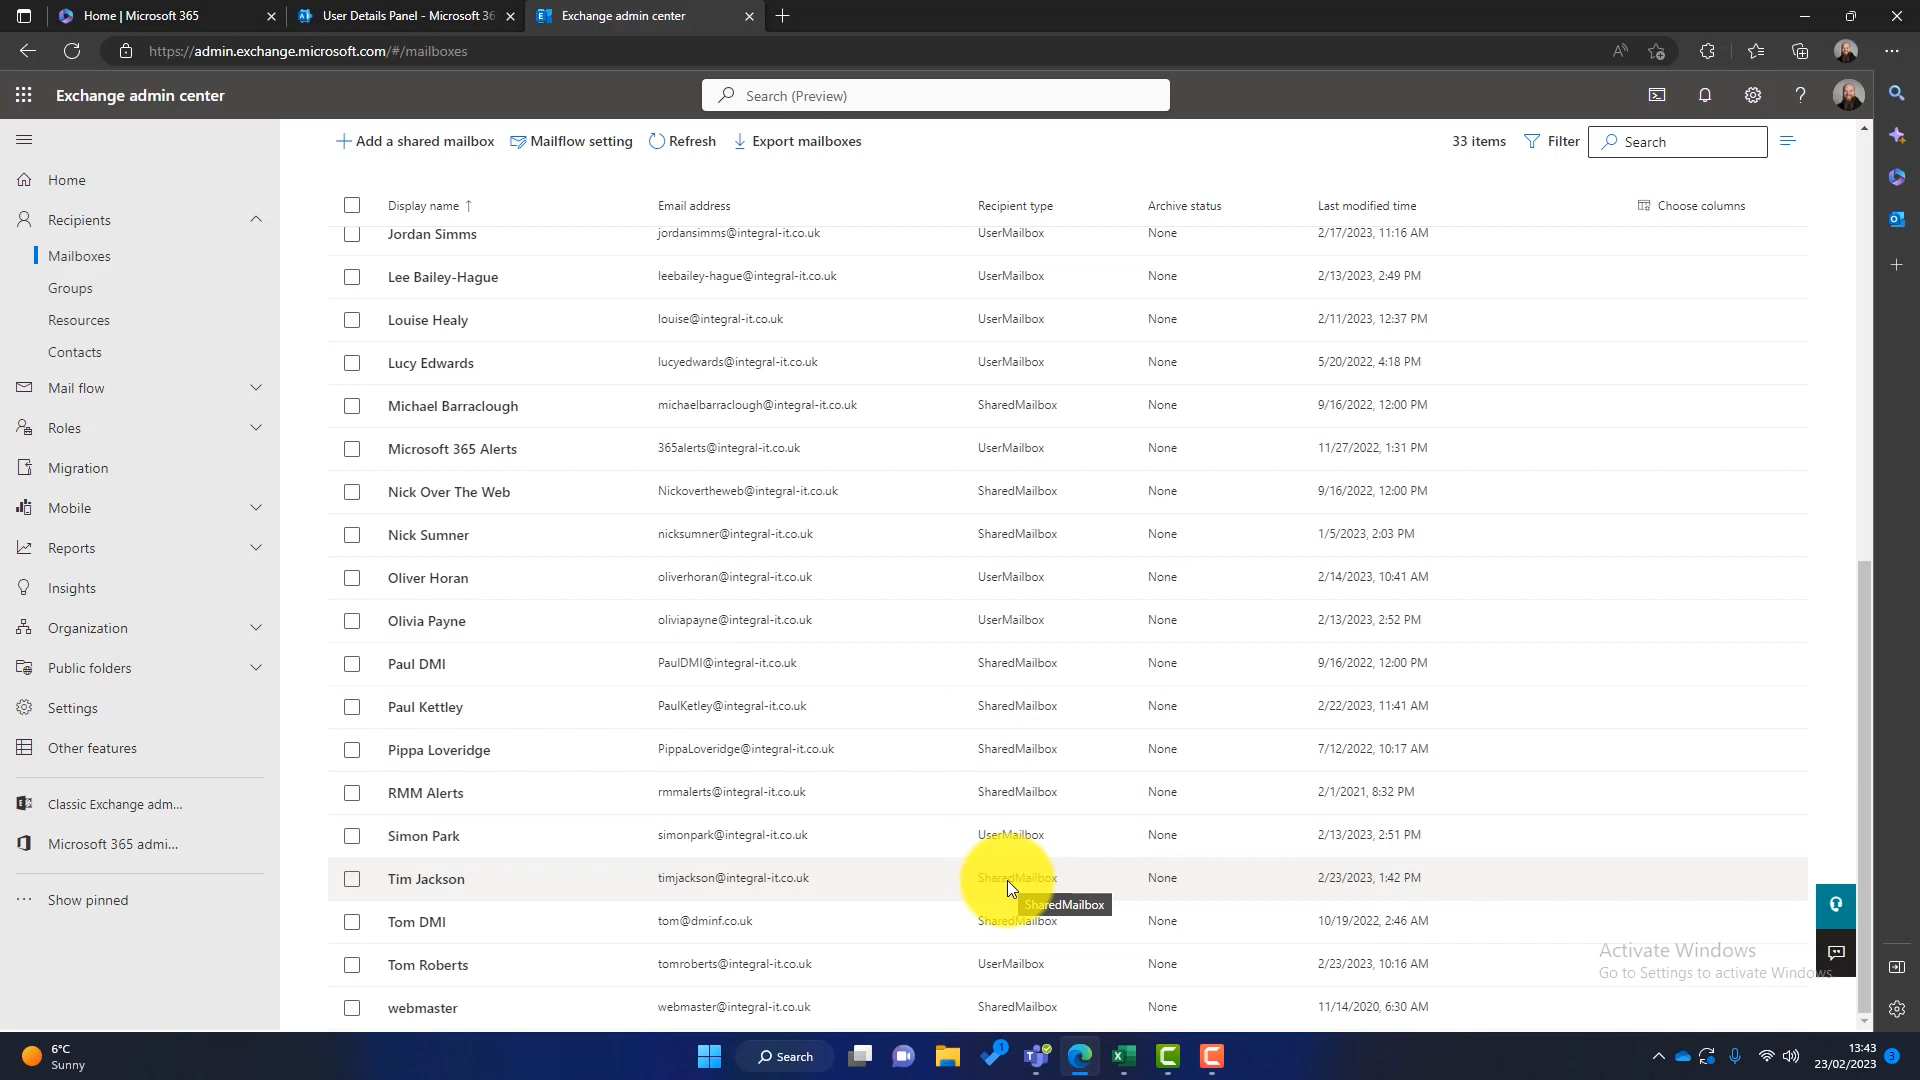 Home | Microsoft 365
User Details Panel - Microsoft 36
Exchange admin center
https://admin.exchange.microsoft.com/#/mailboxes
Exchange admin center
Search (Preview)
Add a shared mailbox
Mailflow setting
Refresh
Export mailboxes
33 items
Filter
Search
Home
Recipients
Mailboxes
Groups
Resources
Contacts
Mail flow
Roles
Migration
Mobile
Reports
Insights
Organization
Public folders
Settings
Other features
Classic Exchange adm...
Microsoft 365 admi...
Show pinned
Display name ↑ Email address Recipient type Archive status Last modified time Choose columns
Jordan Simms jordansimms@integral-it.co.uk UserMailbox None 2/17/2023, 11:16 AM
Lee Bailey-Hague leebailey-hague@integral-it.co.uk UserMailbox None 2/13/2023, 2:49 PM
Louise Healy louise@integral-it.co.uk UserMailbox None 2/11/2023, 12:37 PM
Lucy Edwards lucyedwards@integral-it.co.uk UserMailbox None 5/20/2022, 4:18 PM
Michael Barraclough michaelbarraclough@integral-it.co.uk SharedMailbox None 9/16/2022, 12:00 PM
Microsoft 365 Alerts 365alerts@integral-it.co.uk UserMailbox None 11/27/2022, 1:31 PM
Nick Over The Web Nickovertheweb@integral-it.co.uk SharedMailbox None 9/16/2022, 12:00 PM
Nick Sumner nicksumner@integral-it.co.uk SharedMailbox None 1/5/2023, 2:03 PM
Oliver Horan oliverhoran@integral-it.co.uk UserMailbox None 2/14/2023, 10:41 AM
Olivia Payne oliviapayne@integral-it.co.uk UserMailbox None 2/13/2023, 2:52 PM
Paul DMI PaulDMI@integral-it.co.uk SharedMailbox None 9/16/2022, 12:00 PM
Paul Kettley PaulKetley@integral-it.co.uk SharedMailbox None 2/22/2023, 11:41 AM
Pippa Loveridge PippaLoveridge@integral-it.co.uk SharedMailbox None 7/12/2022, 10:17 AM
RMM Alerts rmmalerts@integral-it.co.uk SharedMailbox None 2/1/2021, 8:32 PM
Simon Park simonpark@integral-it.co.uk UserMailbox None 2/13/2023, 2:51 PM
Tim Jackson timjackson@integral-it.co.uk SharedMailbox None 2/23/2023, 1:42 PM
SharedMailbox
Tom DMI tom@dminf.co.uk SharedMailbox None 10/19/2022, 2:46 AM
Tom Roberts tomroberts@integral-it.co.uk UserMailbox None 2/23/2023, 10:16 AM
webmaster webmaster@integral-it.co.uk SharedMailbox None 11/14/2020, 6:30 AM
Activate Windows
Go to Settings to activate Windows.
6°C
Sunny
Search
1
13:43
23/02/2023
3